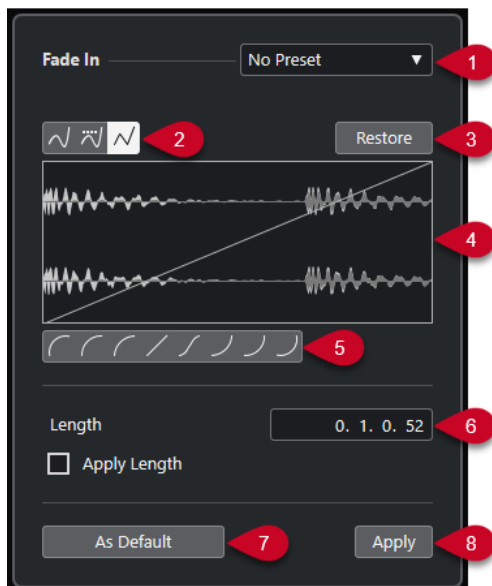 Fade In No Preset 1
2 Restore 3
4
5
Length 0. 1. 0. 52 6
Apply Length
As Default 7 Apply 8